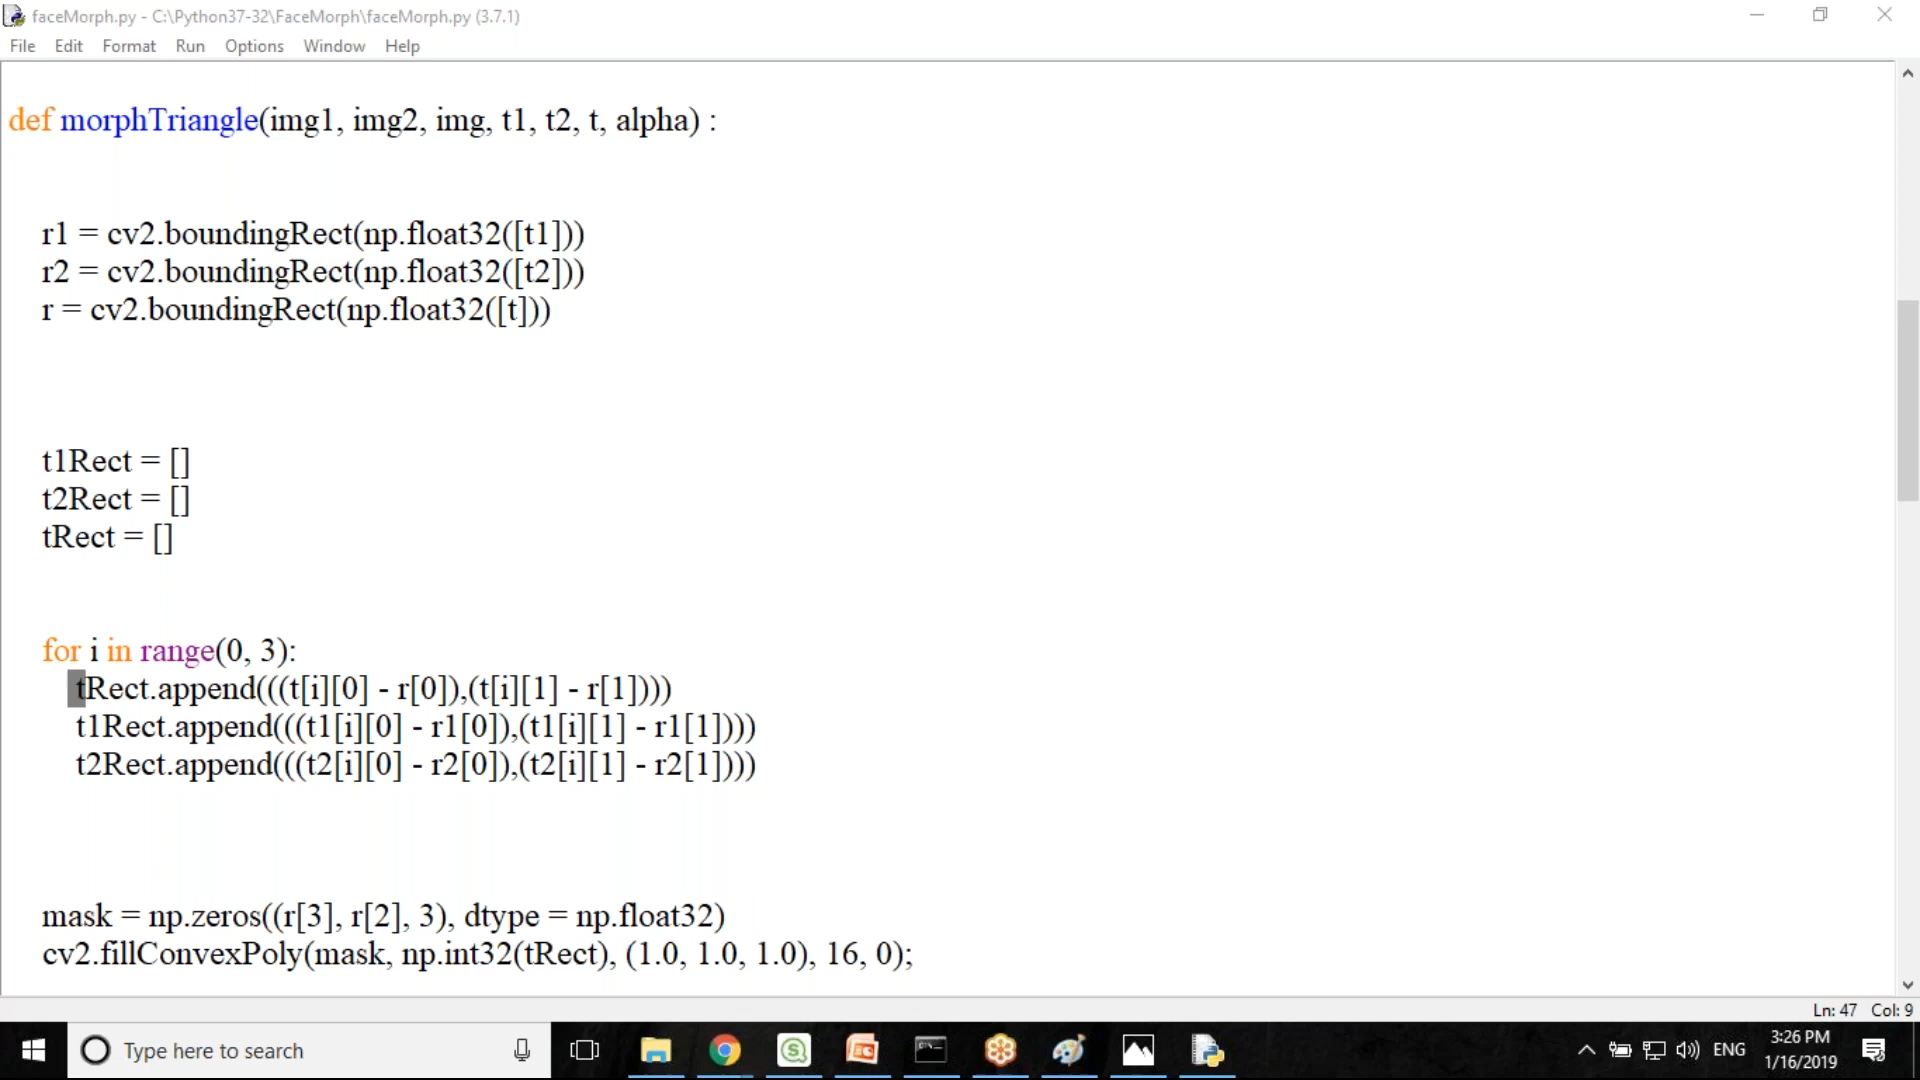 faceMorph.py - C:\Python37-32\FaceMorph\faceMorph.py (3.7.1)
File Edit Format Run Options Window Help
def morphTriangle(img1, img2, img, t1, t2, t, alpha) :
r1 = cv2.boundingRect(np.float32([t1]))
r2 = cv2.boundingRect(np.float32([t2]))
r = cv2.boundingRect(np.float32([t]))
t1Rect = []
t2Rect = []
tRect = []
for i in range(0, 3):
tRect.append(((t[i][0] - r[0]),(t[i][1] - r[1])))
t1Rect.append(((t1[i][0] - r1[0]),(t1[i][1] - r1[1])))
t2Rect.append(((t2[i][0] - r2[0]),(t2[i][1] - r2[1])))
mask = np.zeros((r[3], r[2], 3), dtype = np.float32)
cv2.fillConvexPoly(mask, np.int32(tRect), (1.0, 1.0, 1.0), 16, 0);
Ln: 47 Col: 9
Type here to search
ENG
3:26 PM
1/16/2019